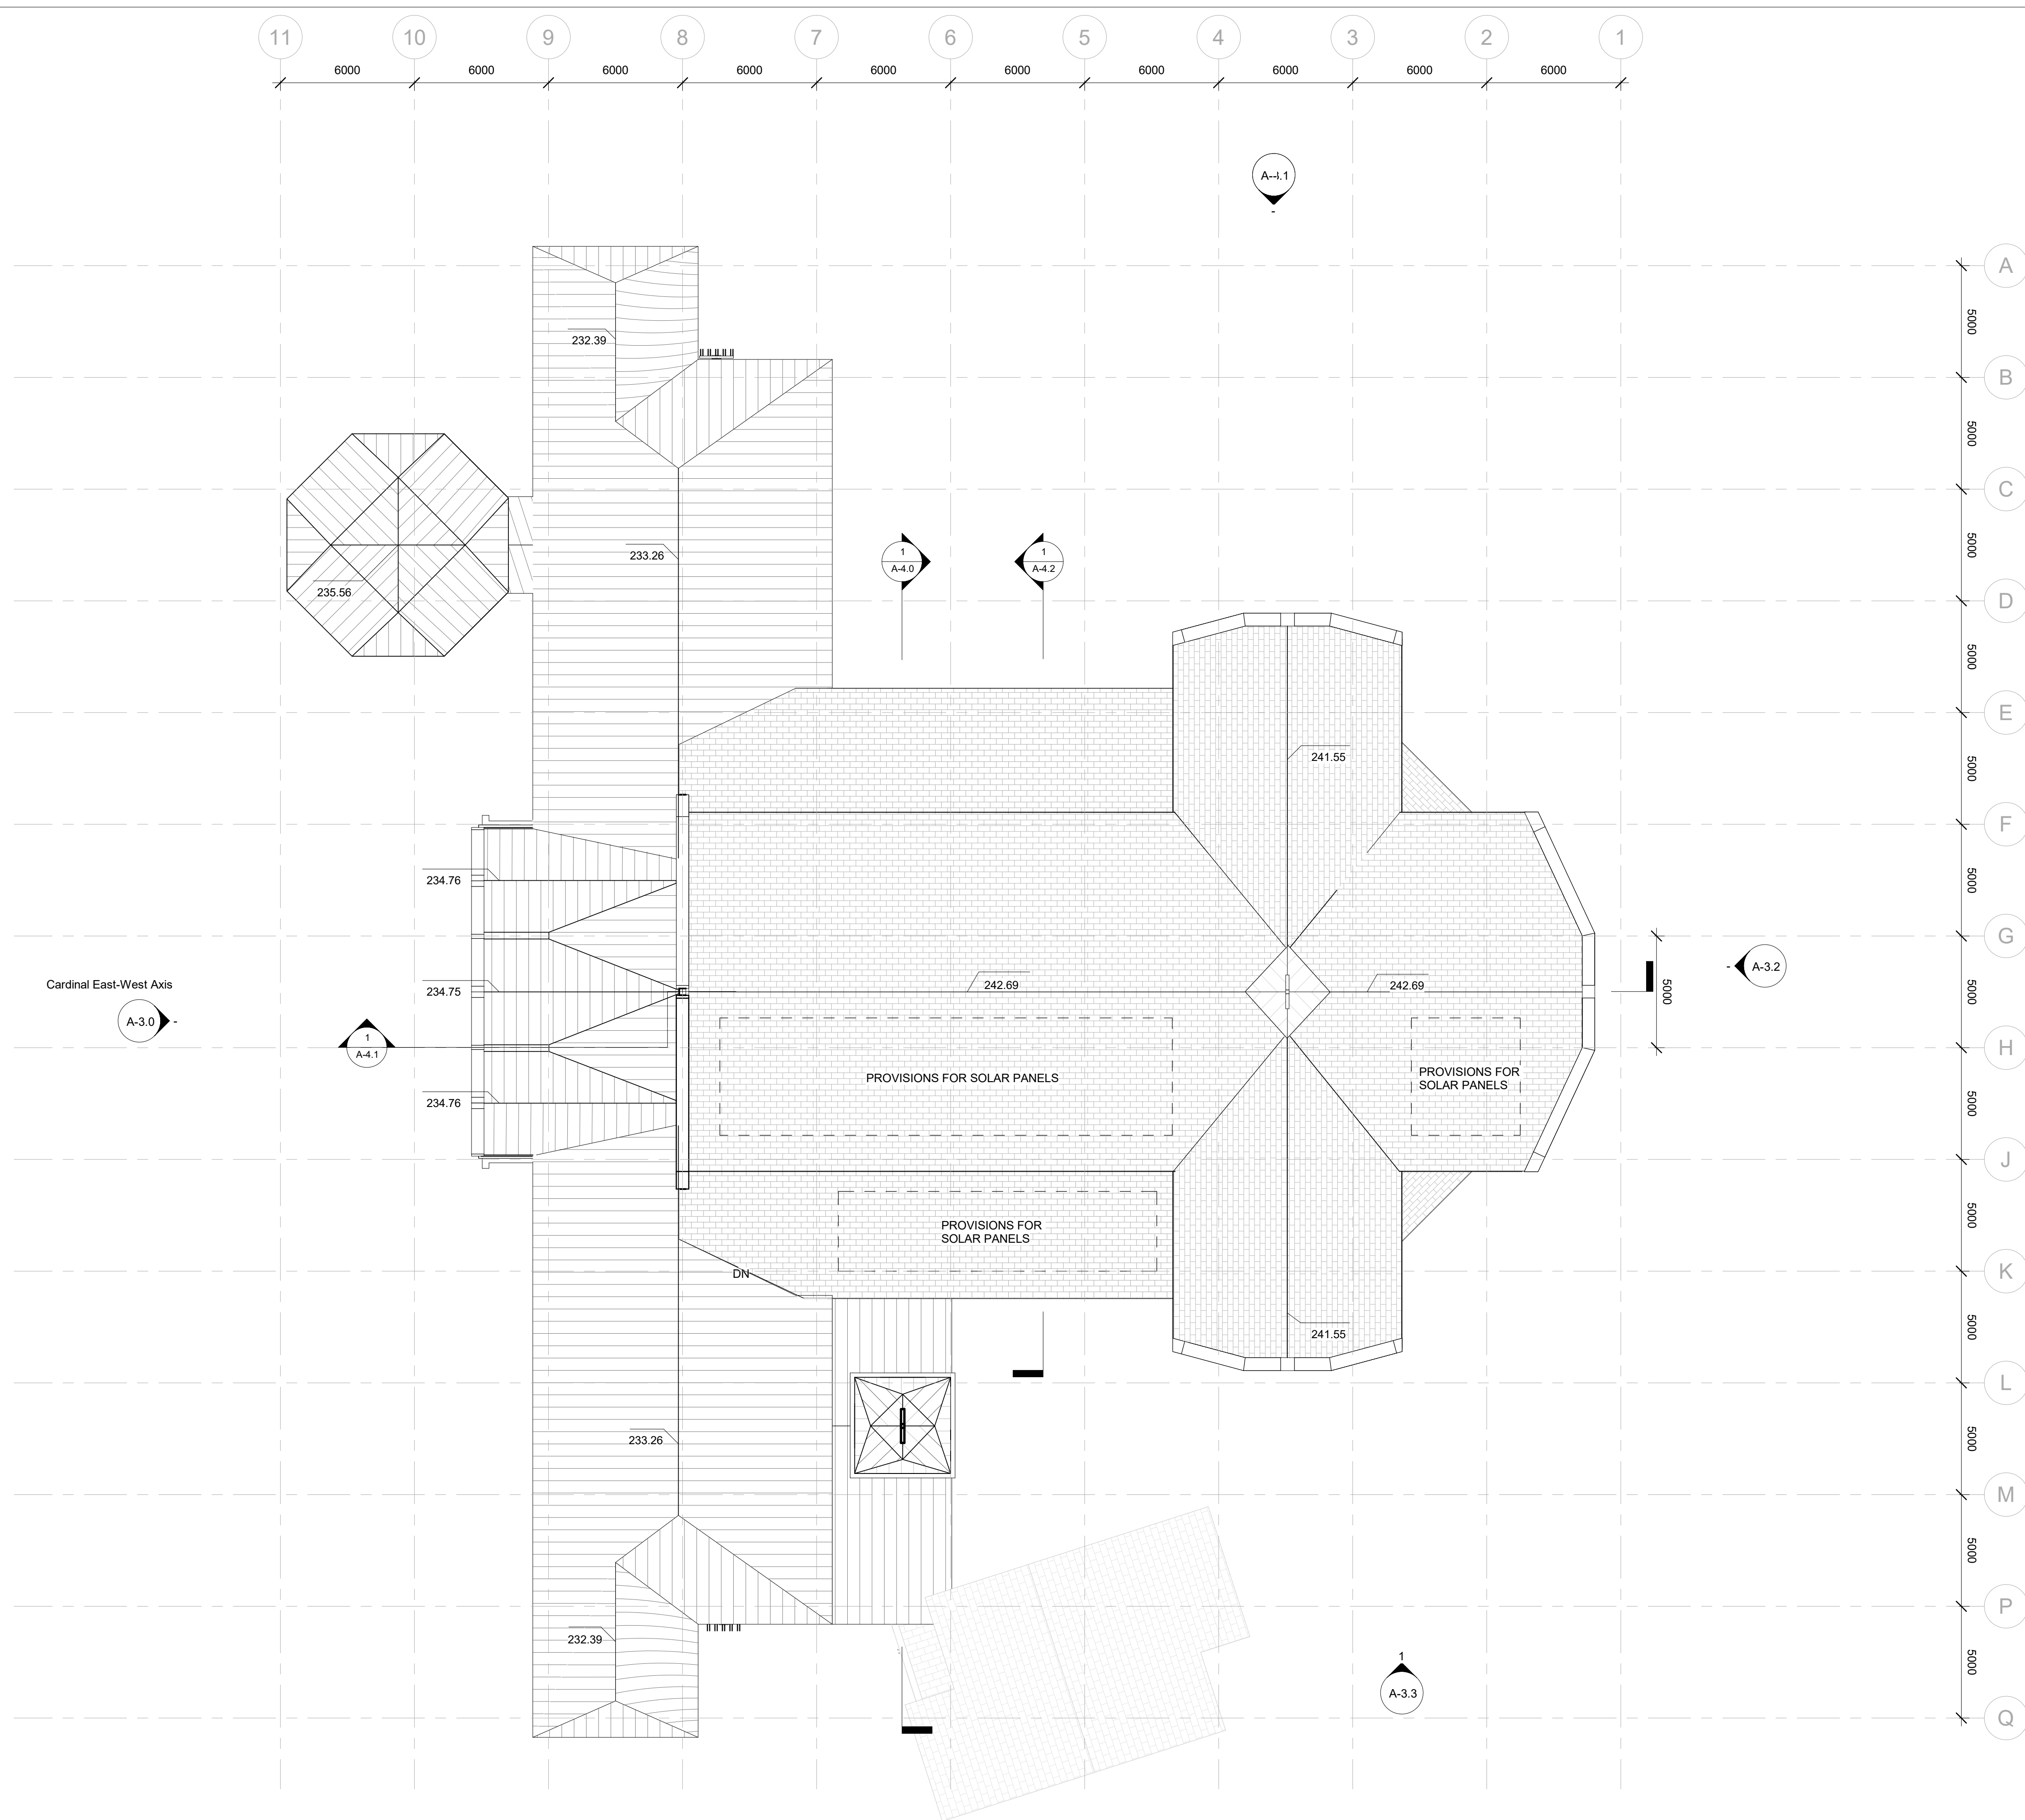 11 10 9 8 7 6 5 4 3 2 1
6000 6000 6000 6000 6000 6000 6000 6000 6000 6000
-
A
5000
232.39
B
5000
C
5000
233.26
1
A-4.0
1
A-4.2
235.56
D
5000
E
241.55
5000
F
234.76
5000
G
Cardinal East-West Axis
A-3.0
-
234.75
242.69
242.69
5000
-
A-3.2
5000
1
A-4.1
H
PROVISIONS FOR SOLAR PANELS
PROVISIONS FOR
SOLAR PANELS
234.76
5000
J
PROVISIONS FOR
SOLAR PANELS
5000
K
DN
241.55
5000
L
233.26
5000
M
5000
P
232.39
1
A-3.3
5000
Q